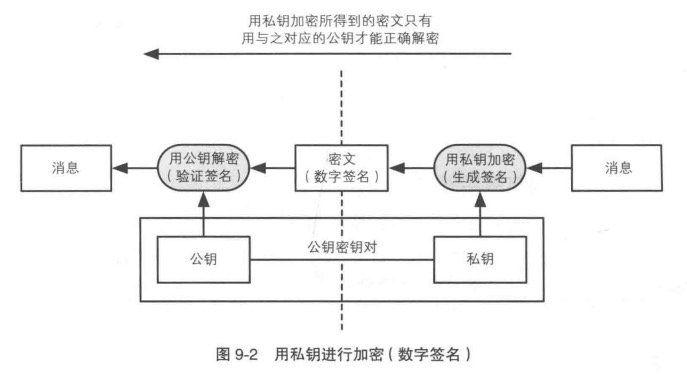 用私钥加密所得到的密文只有
用与之对应的公钥才能正确解密
消息
用公钥解密
（验证签名）
密文
（数字签名）
用私钥加密
（生成签名）
消息
公钥
公钥密钥对
私钥
图 9-2 用私钥进行加密（数字签名）